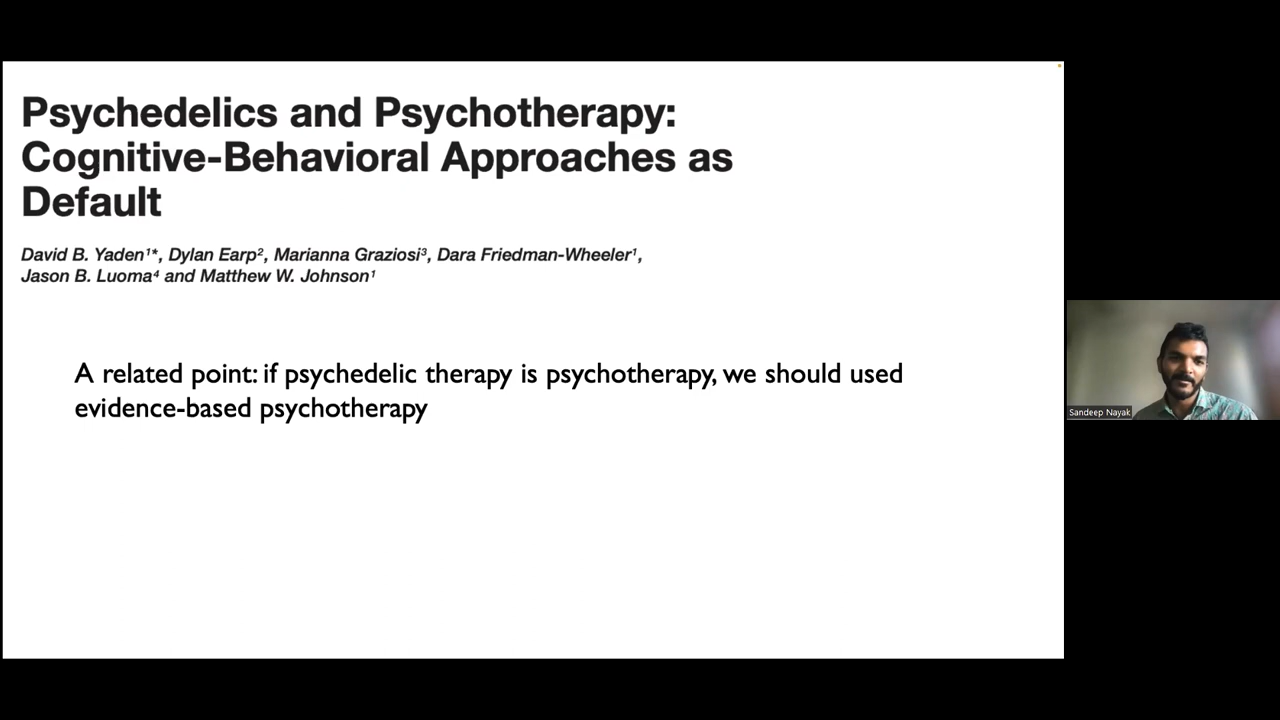 Psychedelics and Psychotherapy:
Cognitive-Behavioral Approaches as
Default
David B. Yaden¹*, Dylan Earp², Marianna Graziosi³, Dara Friedman-Wheeler¹,
Jason B. Luoma⁴ and Matthew W. Johnson¹
A related point: if psychedelic therapy is psychotherapy, we should used
evidence-based psychotherapy
Sandeep Nayak